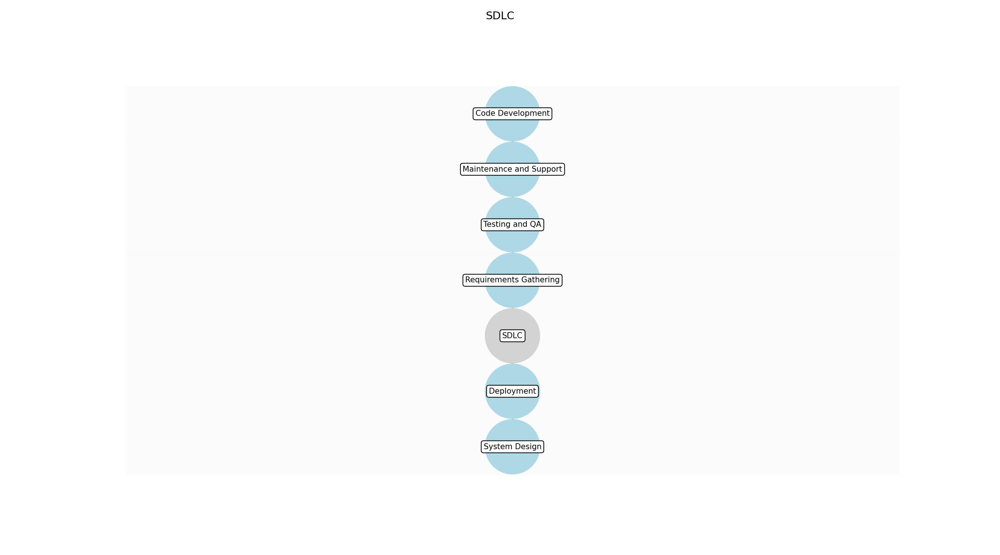 SDLC
Code Development
Maintenance and Support
Testing and QA
Requirements Gathering
SDLC
Deployment
System Design